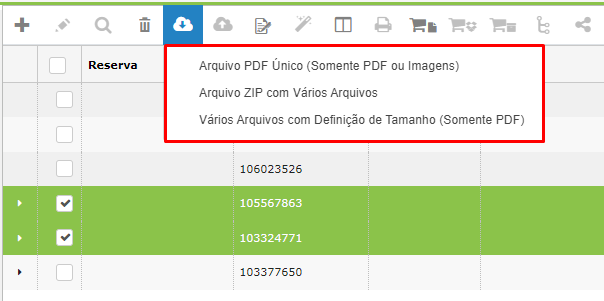 Reserva
Arquivo PDF Único (Somente PDF ou Imagens)
Arquivo ZIP com Vários Arquivos
Vários Arquivos com Definição de Tamanho (Somente PDF)
106023526
105567863
103324771
103377650